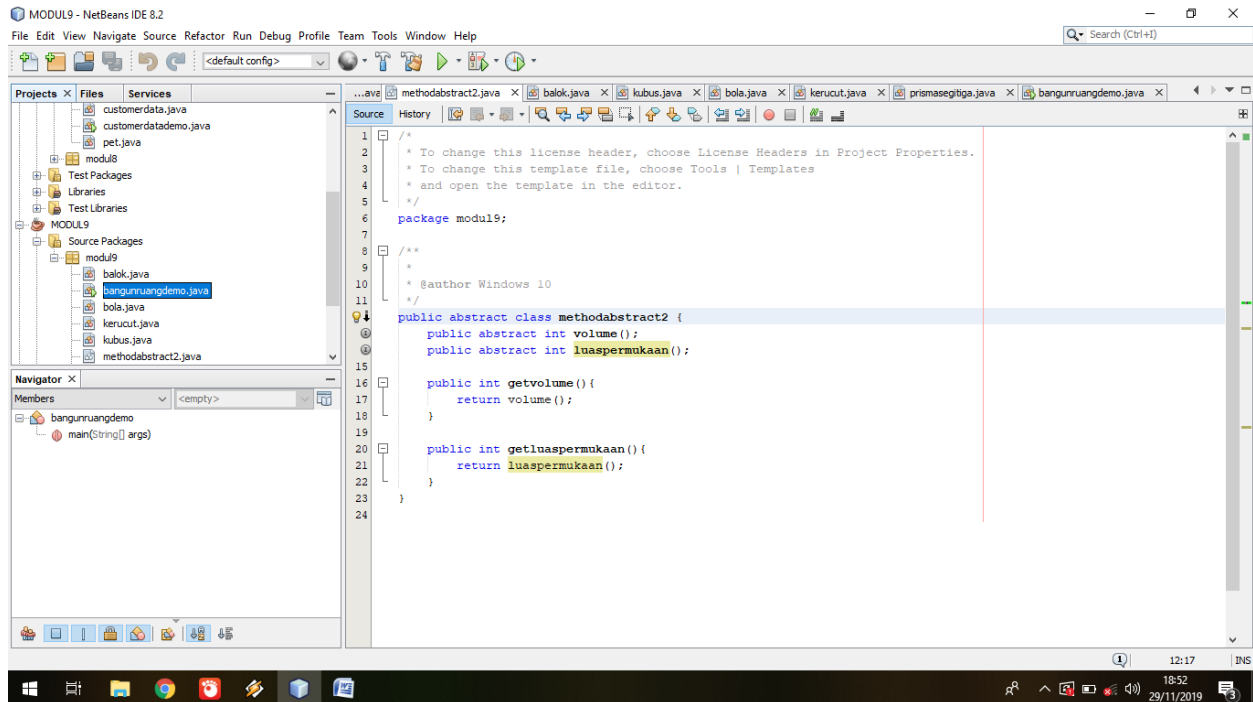 MODUL9 - NetBeans IDE 8.2
File Edit View Navigate Source Refactor Run Debug Profile Team Tools Window Help
Search (Ctrl+I)
<default config>
Projects Files Services
customerdata.java
customerdatademo.java
pet.java
modul8
Test Packages
Libraries
Test Libraries
MODUL9
Source Packages
modul9
balok.java
bangunruangdemo.java
bola.java
kerucut.java
kubus.java
methodabstract2.java
Navigator
Members <empty>
bangunruangdemo
main(String[] args)
...ava methodabstract2.java balok.java kubus.java bola.java kerucut.java prismasegitiga.java bangunruangdemo.java
Source History
1 /*
2 * To change this license header, choose License Headers in Project Properties.
3 * To change this template file, choose Tools | Templates
4 * and open the template in the editor.
5 */
6 package modul9;
7
8 /**
9 *
10 * @author Windows 10
11 */
public abstract class methodabstract2 {
public abstract int volume();
public abstract int luaspermukaan();
15
16 public int getvolume(){
17 return volume();
18 }
19
20 public int getluaspermukaan(){
21 return luaspermukaan();
22 }
23 }
24
1 12:17 INS
18:52
29/11/2019
3